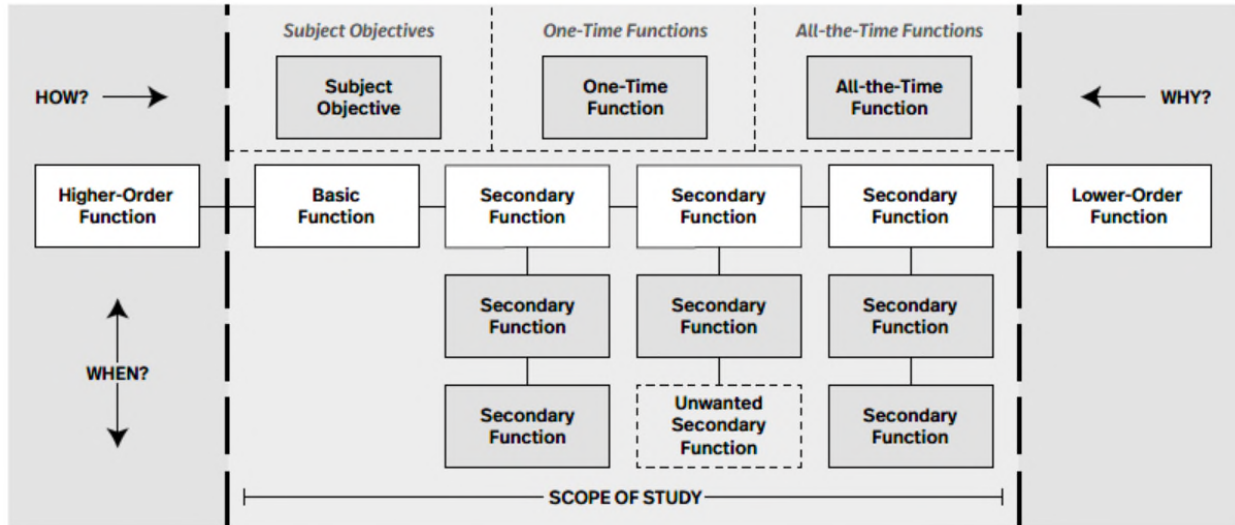 Subject Objectives
One-Time Functions
All-the-Time Functions
Subject
Objective
One-Time
Function
All-the-Time
Function
HOW?
WHY?
Higher-Order
Function
Basic
Function
Secondary
Function
Secondary
Function
Secondary
Function
Lower-Order
Function
Secondary
Function
Secondary
Function
Secondary
Function
WHEN?
Secondary
Function
Unwanted
Secondary
Function
Secondary
Function
SCOPE OF STUDY